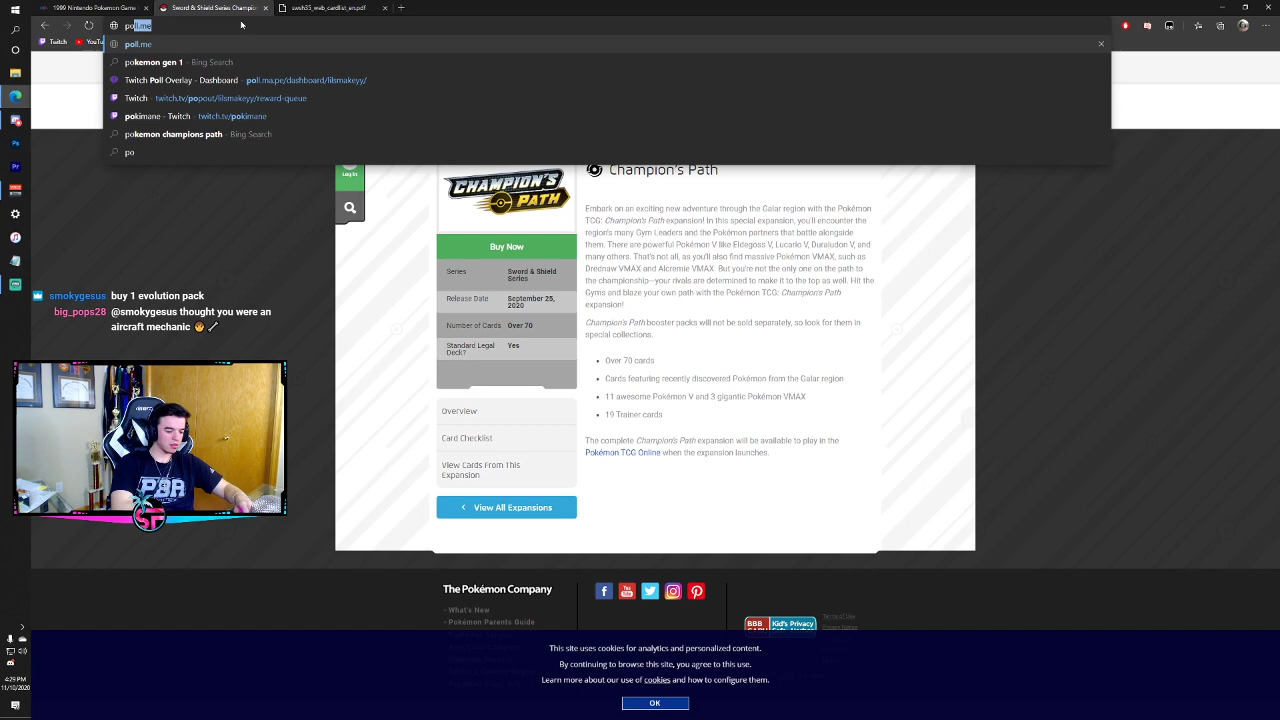 1999 Nintendo Pokemon Game
Sword & Shield Series Champion
swsh35_web_cardlist_en.pdf
poll.me
Twitch
YouTu
poll.me
pokemon gen 1 - Bing Search
Twitch Poll Overlay - Dashboard - poll.ma.pe/dashboard/lilsmakeyy/
Twitch - twitch.tv/popout/lilsmakeyy/reward-queue
pokimane - Twitch - twitch.tv/pokimane
pokemon champions path - Bing Search
po
Log In
CHAMPION'S PATH
Champion's Path
Embark on an exciting new adventure through the Galar region with the Pokémon
TCG: Champion's Path expansion! In this special expansion, you'll encounter the
region's many Gym Leaders and the Pokémon partners that battle alongside
them. There are powerful Pokémon V like Eldegoss V, Lucario V, Duraludon V, and
many others. That's not all, as you'll also find massive Pokémon VMAX, such as
Drednaw VMAX and Alcremie VMAX. But you're not the only one on the path to
the championship—your rivals are determined to make it to the top as well. Hit the
Gyms and blaze your own path with the Pokémon TCG: Champion's Path
expansion!
Champion's Path booster packs will not be sold separately, so look for them in
special collections.
• Over 70 cards
• Cards featuring recently discovered Pokémon from the Galar region
• 11 awesome Pokémon V and 3 gigantic Pokémon VMAX
• 19 Trainer cards
The complete Champion's Path expansion will be available to play in the
Pokémon TCG Online when the expansion launches.
Buy Now
Series Sword & Shield
Series
Release Date September 25,
2020
Number of Cards Over 70
Standard Legal Yes
Deck?
Overview
Card Checklist
View Cards From This
Expansion
View All Expansions
smokygesus buy 1 evolution pack
big_pops28 @smokygesus thought you were an
aircraft mechanic
POA
SF
The Pokémon Company
What's New
Pokémon Parents Guide
BBB
Kid's Privacy
Terms of Use
Privacy Notice
This site uses cookies for analytics and personalized content.
By continuing to browse this site, you agree to this use.
Learn more about our use of cookies and how to configure them.
OK
4:29 PM
11/10/2020